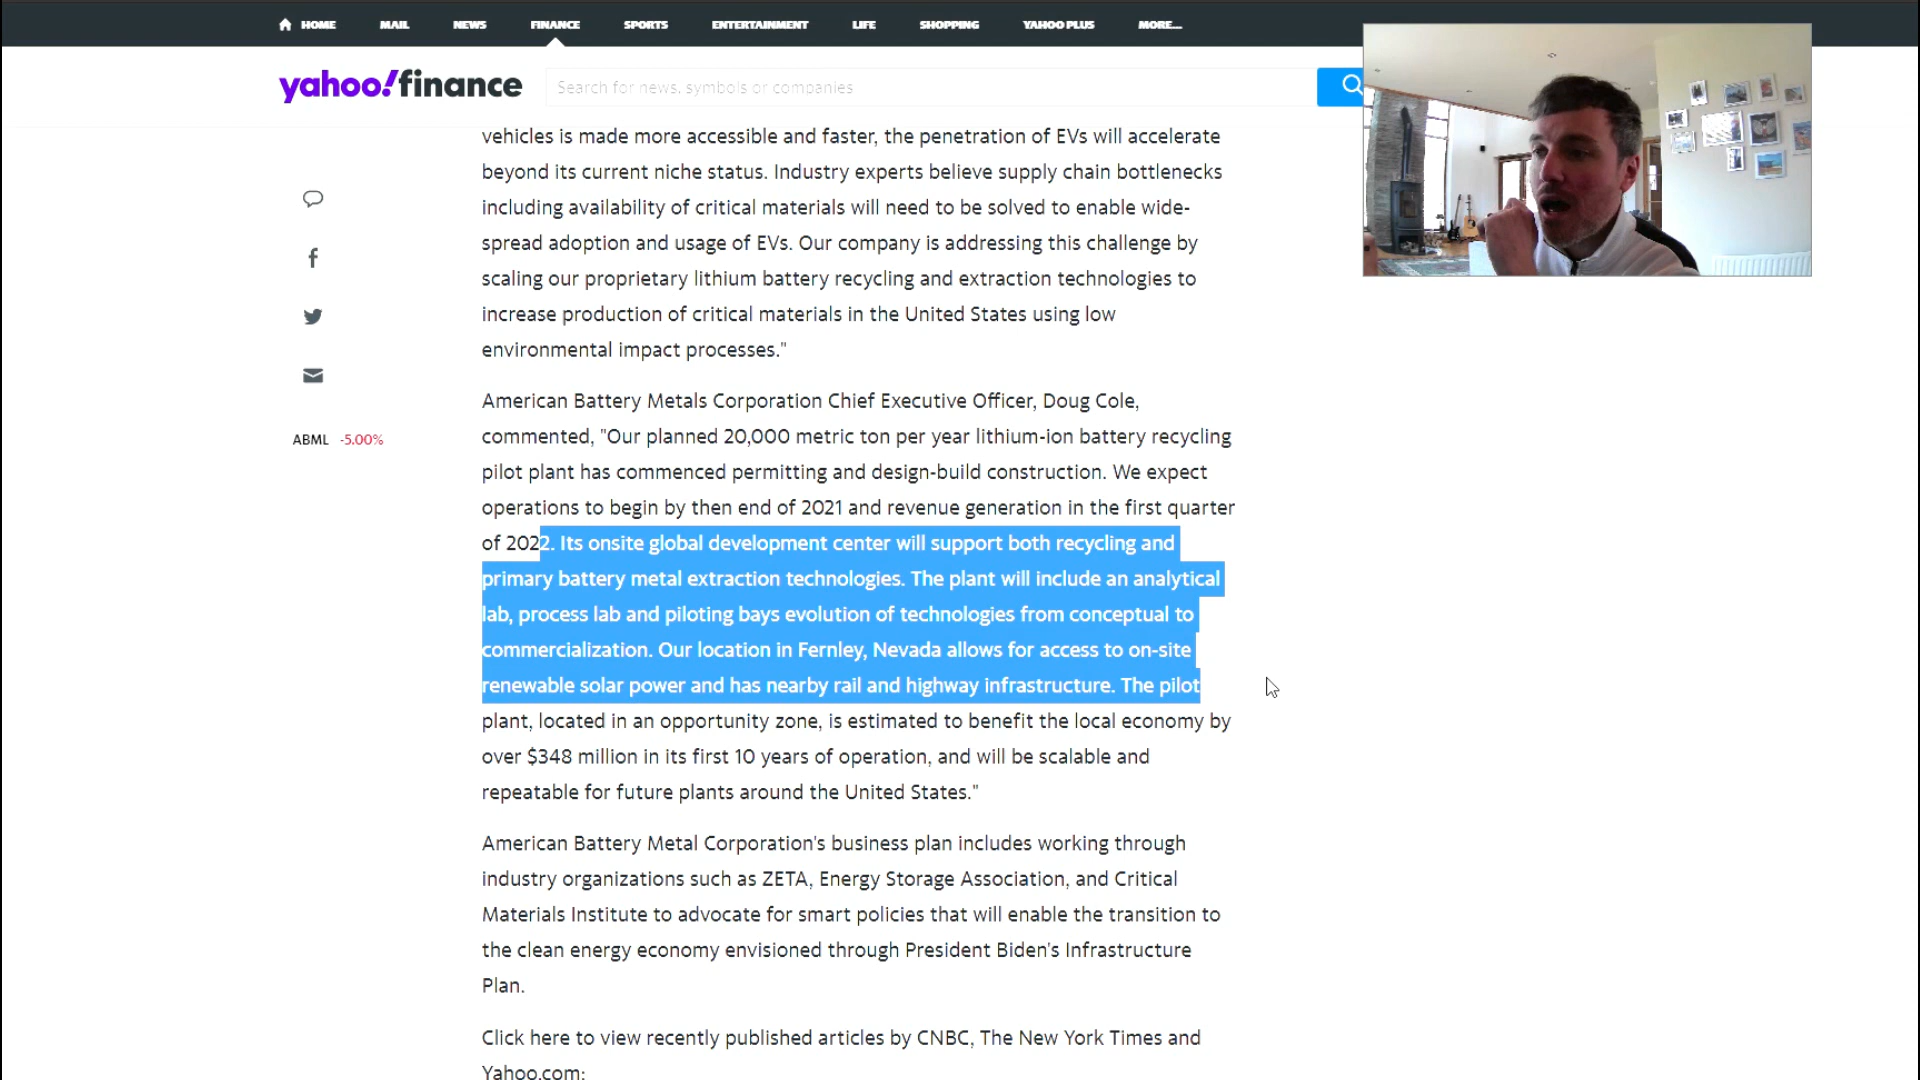 HOME MAIL NEWS FINANCE SPORTS ENTERTAINMENT LIFE SHOPPING YAHOO PLUS MORE...
yahoo!finance
Search for news, symbols or companies
vehicles is made more accessible and faster, the penetration of EVs will accelerate
beyond its current niche status. Industry experts believe supply chain bottlenecks
including availability of critical materials will need to be solved to enable wide-
spread adoption and usage of EVs. Our company is addressing this challenge by
scaling our proprietary lithium battery recycling and extraction technologies to
increase production of critical materials in the United States using low
environmental impact processes."
ABML -5.00%
American Battery Metals Corporation Chief Executive Officer, Doug Cole,
commented, "Our planned 20,000 metric ton per year lithium-ion battery recycling
pilot plant has commenced permitting and design-build construction. We expect
operations to begin by then end of 2021 and revenue generation in the first quarter
of 2022. Its onsite global development center will support both recycling and
primary battery metal extraction technologies. The plant will include an analytical
lab, process lab and piloting bays evolution of technologies from conceptual to
commercialization. Our location in Fernley, Nevada allows for access to on-site
renewable solar power and has nearby rail and highway infrastructure. The pilot
plant, located in an opportunity zone, is estimated to benefit the local economy by
over $348 million in its first 10 years of operation, and will be scalable and
repeatable for future plants around the United States."
American Battery Metal Corporation's business plan includes working through
industry organizations such as ZETA, Energy Storage Association, and Critical
Materials Institute to advocate for smart policies that will enable the transition to
the clean energy economy envisioned through President Biden's Infrastructure
Plan.
Click here to view recently published articles by CNBC, The New York Times and
Yahoo.com: